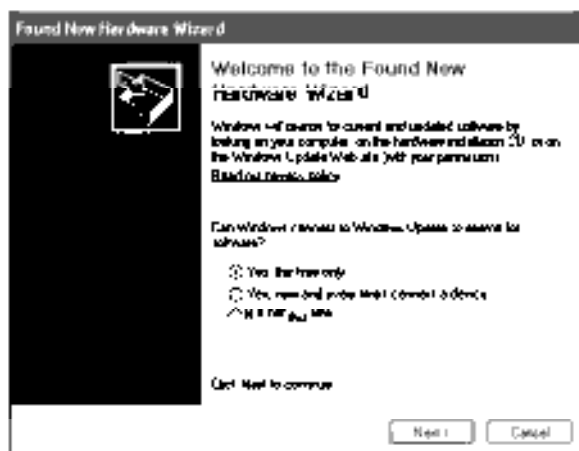 Found New Hardware Wizard
Welcome to the Found New
Hardware Wizard
Windows will search for current and updated software by
looking on your computer, on the hardware installation CD, or on
the Windows Update Web site (with your permission).
Read our privacy policy
Can Windows connect to Windows Update to search for
software?
Yes, this time only
Yes, now and every time I connect a device
No, not this time
Click Next to continue
Next >
Cancel